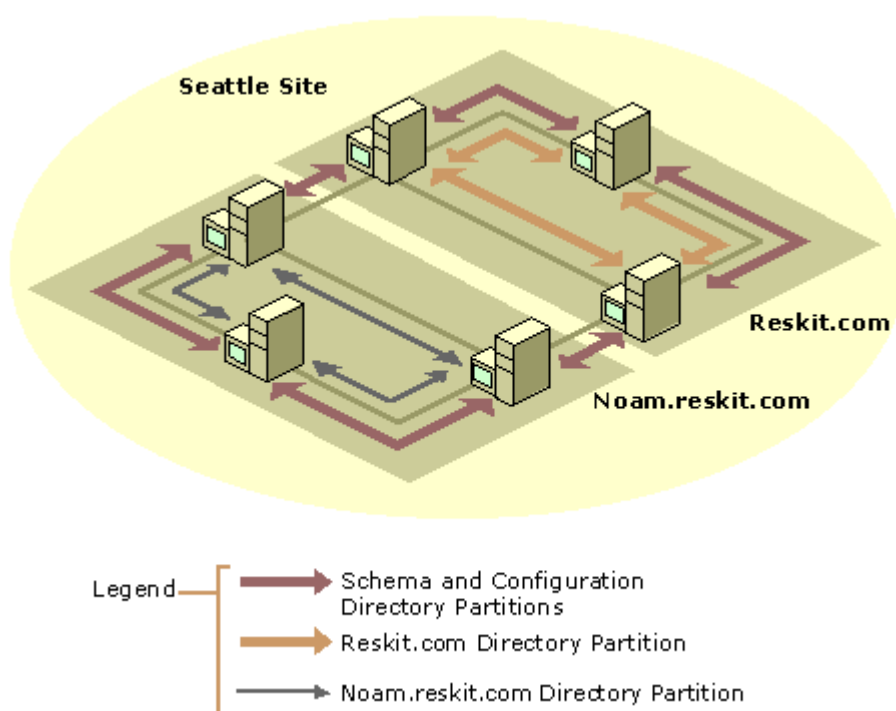 Seattle Site
Reskit.com
Noam.reskit.com
Legend
Schema and Configuration
Directory Partitions
Reskit.com Directory Partition
Noam.reskit.com Directory Partition